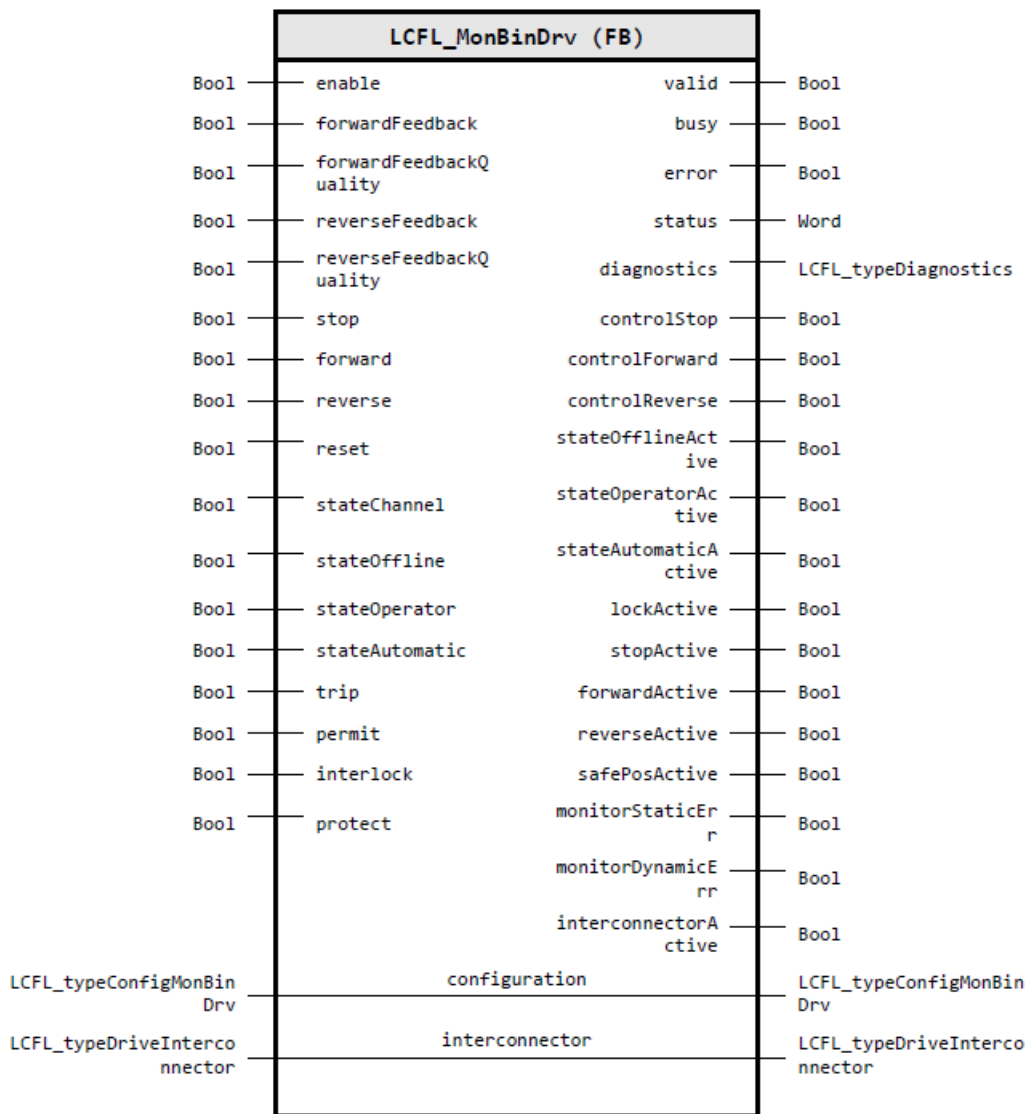 LCFL_MonBinDrv (FB)
Bool enable valid Bool
Bool forwardFeedback busy Bool
Bool forwardFeedbackQ
uality error Bool
Bool reverseFeedback status Word
Bool reverseFeedbackQ
uality diagnostics LCFL_typeDiagnostics
Bool stop controlStop Bool
Bool forward controlForward Bool
Bool reverse controlReverse Bool
Bool reset stateOfflineAct
ive Bool
Bool stateChannel stateOperatorAc
tive Bool
Bool stateOffline stateAutomaticA
ctive Bool
Bool stateOperator lockActive Bool
Bool stateAutomatic stopActive Bool
Bool trip forwardActive Bool
Bool permit reverseActive Bool
Bool interlock safePosActive Bool
Bool protect monitorStaticEr
r Bool
monitorDynamicE
rr Bool
interconnectorA
ctive Bool
LCFL_typeConfigMonBin configuration LCFL_typeConfigMonBin
Drv Drv
LCFL_typeDriveInterco interconnector LCFL_typeDriveInterco
nnector nnector